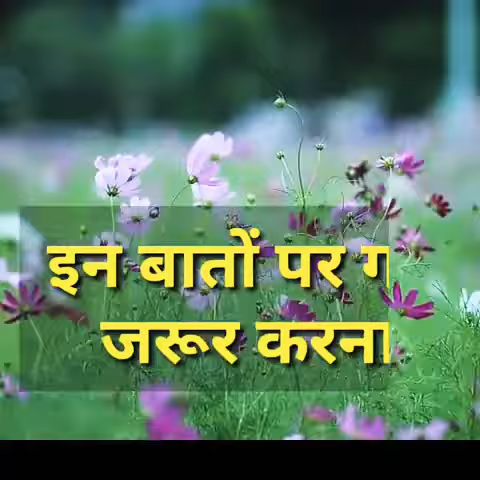 इन बातों पर ग
जरूर करना